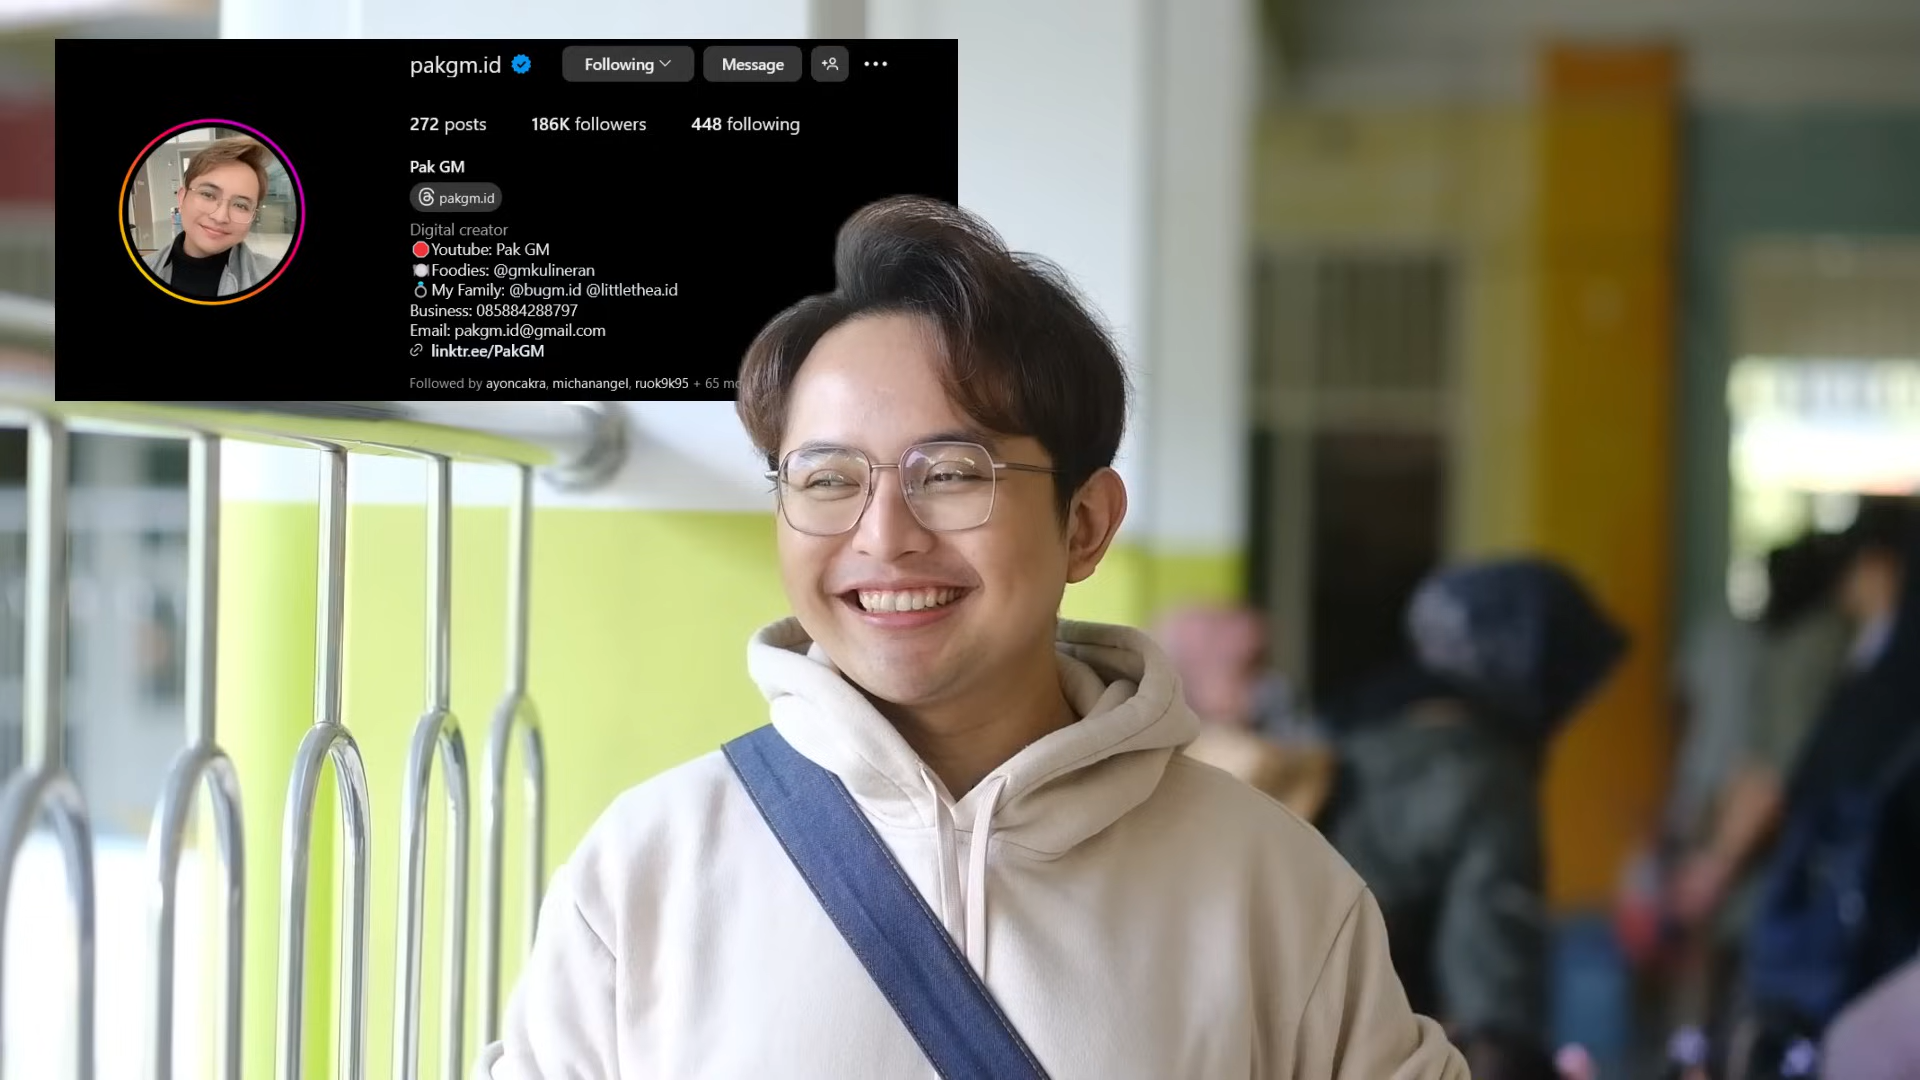 pakgm.id Following Message
272 posts 186K followers 448 following
Pak GM
pakgm.id
Digital creator
🛑Youtube: Pak GM
🍽️Foodies: @gmkulineran
💍My Family: @bugm.id @littlethea.id
Business: 085884288797
Email: pakgm.id@gmail.com
linktr.ee/PakGM
Followed by ayoncakra, michanangel, ruok9k95 + 65